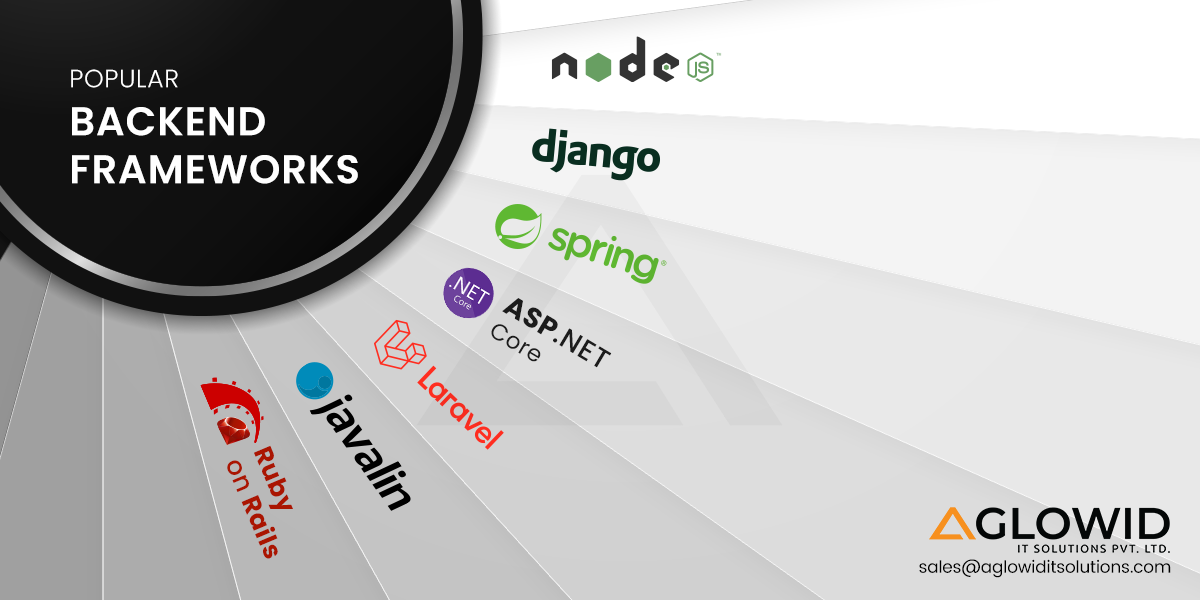 POPULAR
BACKEND
FRAMEWORKS
node
JS
™
django
spring®
.NET
Core
ASP.NET
Core
Laravel
javalin
Ruby
on Rails
AGLOWID
IT SOLUTIONS PVT. LTD.
sales@aglowiditsolutions.com